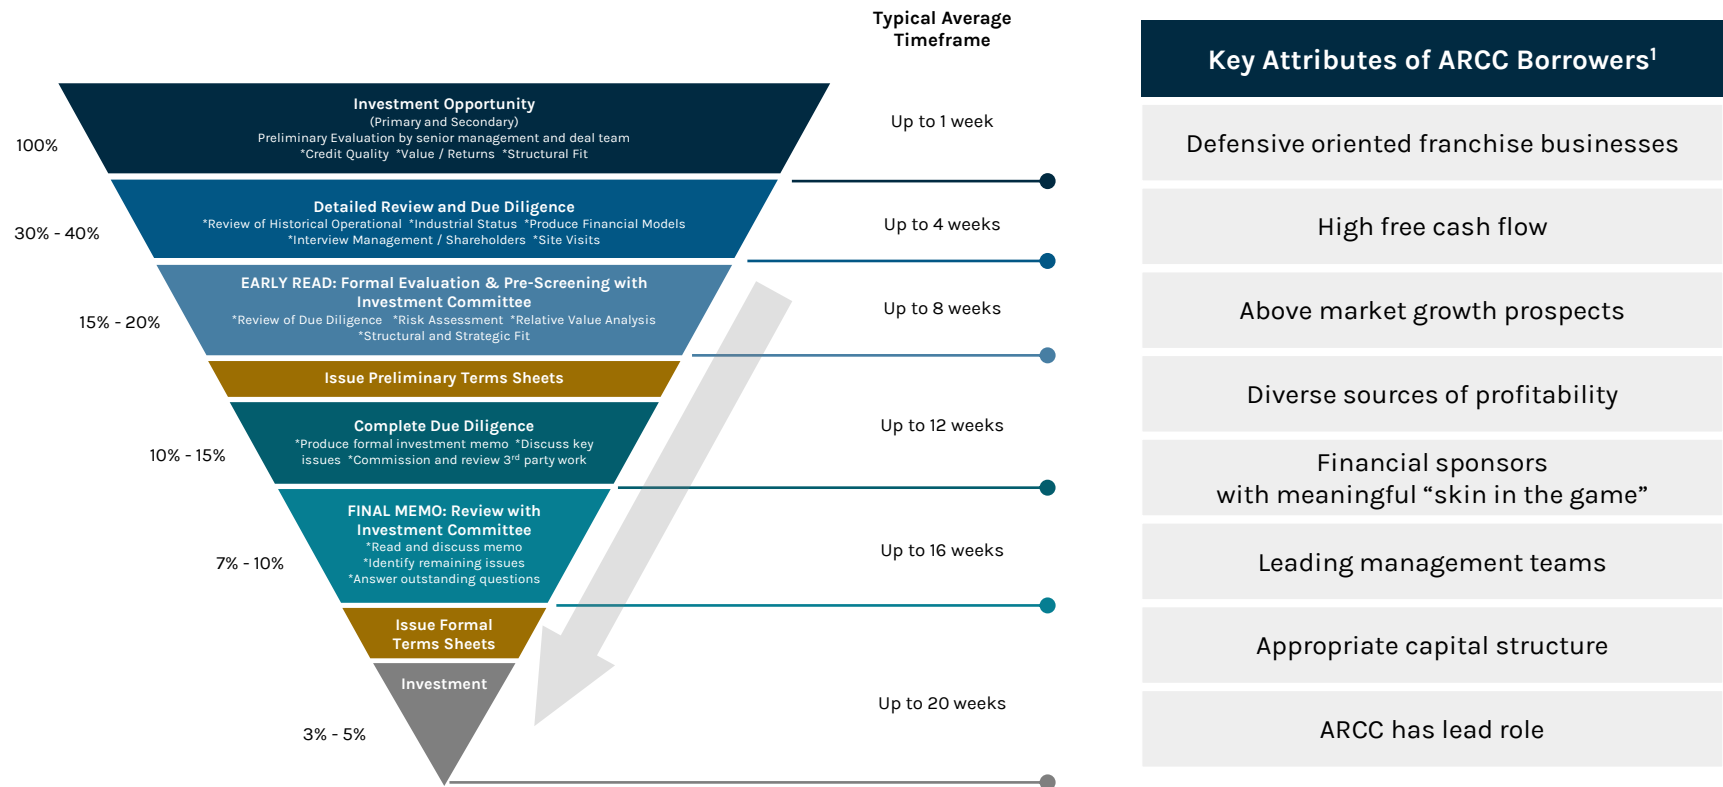 Typical Average
Timeframe
100%
Investment Opportunity
(Primary and Secondary)
Preliminary Evaluation by senior management and deal team
*Credit Quality *Value / Returns *Structural Fit
Up to 1 week
30% - 40%
Detailed Review and Due Diligence
*Review of Historical Operational *Industrial Status *Produce Financial Models
*Interview Management / Shareholders *Site Visits
Up to 4 weeks
15% - 20%
EARLY READ: Formal Evaluation & Pre-Screening with
Investment Committee
*Review of Due Diligence *Risk Assessment *Relative Value Analysis
*Structural and Strategic Fit
Up to 8 weeks
Issue Preliminary Terms Sheets
10% - 15%
Complete Due Diligence
*Produce formal investment memo *Discuss key
issues *Commission and review 3rd party work
Up to 12 weeks
7% - 10%
FINAL MEMO: Review with
Investment Committee
*Read and discuss memo
*Identify remaining issues
*Answer outstanding questions
Up to 16 weeks
Issue Formal
Terms Sheets
Investment
3% - 5%
Up to 20 weeks
Key Attributes of ARCC Borrowers1
Defensive oriented franchise businesses
High free cash flow
Above market growth prospects
Diverse sources of profitability
Financial sponsors
with meaningful “skin in the game”
Leading management teams
Appropriate capital structure
ARCC has lead role